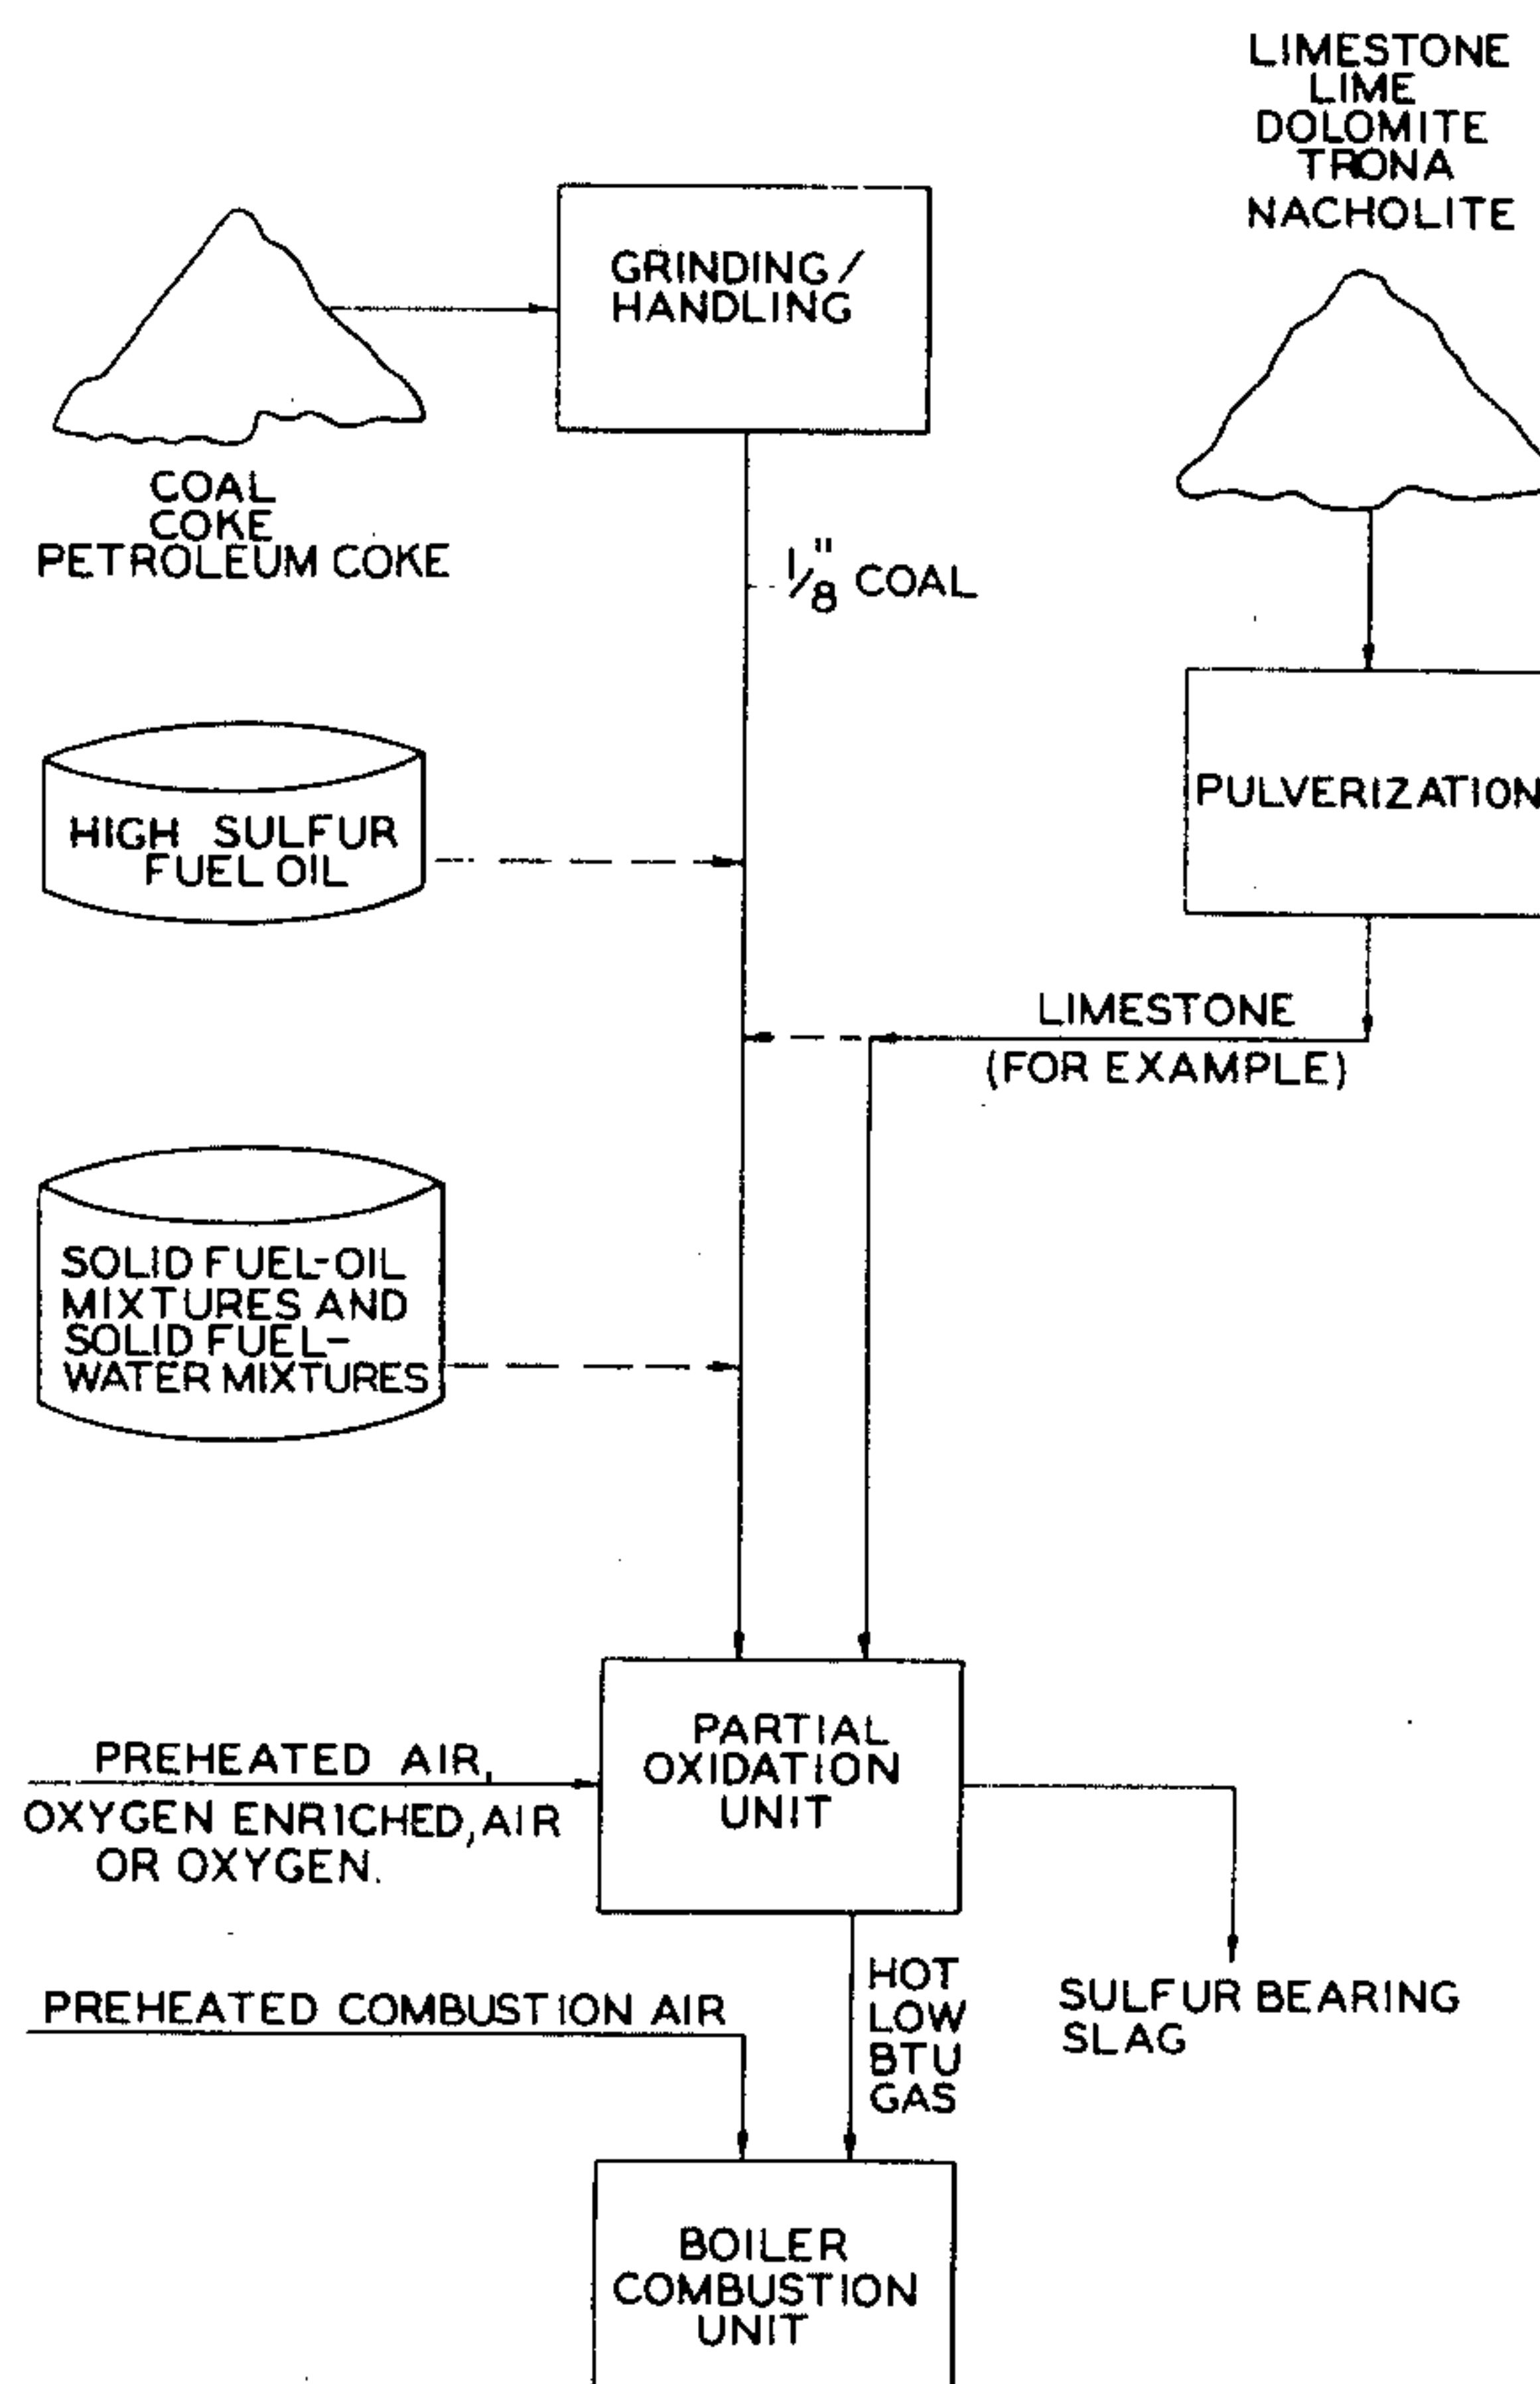 LIMESTONE
LIME
DOLOMITE
TRONA
NACHOLITE
GRINDING/
HANDLING
COAL
COKE
PETROLEUM COKE
1/8" COAL
PULVERIZATION
HIGH SULFUR
FUEL OIL
LIMESTONE
(FOR EXAMPLE)
SOLID FUEL-OIL
MIXTURES AND
SOLID FUEL-
WATER MIXTURES
PARTIAL
OXIDATION
UNIT
PREHEATED AIR,
OXYGEN ENRICHED, AIR
OR OXYGEN.
HOT
LOW
BTU
GAS
SULFUR BEARING
SLAG
PREHEATED COMBUSTION AIR
BOILER
COMBUSTION
UNIT